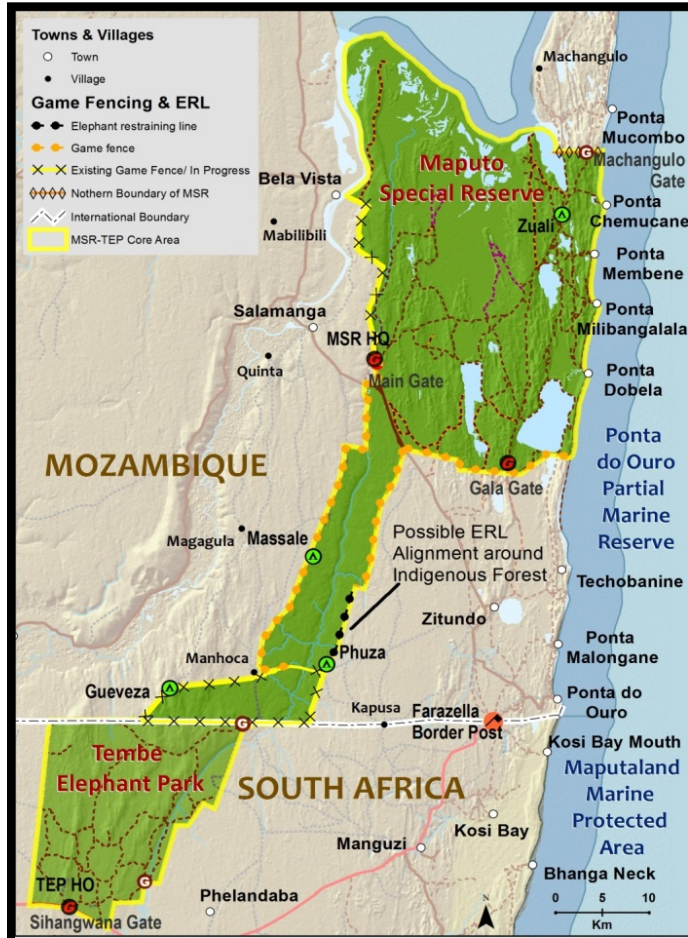 Towns & Villages
Town
Village
Game Fencing & ERL
Elephant restraining line
Game fence
Existing Game Fence/ In Progress
Nothern Boundary of MSR
International Boundary
MSR-TEP Core Area
Machangulo
Ponta
Mucombo
Machangulo
Gate
G
Maputo
Special Reserve
Bela Vista
Zuali
Ponta
Chemucane
Mabilibili
Ponta
Membene
Salamanga
Ponta
Milibangalala
MSR HQ
G
Quinta
Main Gate
Ponta
Dobela
MOZAMBIQUE
G
Gala Gate
Ponta
do Ouro
Partial
Marine
Reserve
Magagula
Massale
Possible ERL
Alignment around
Indigenous Forest
Techobanine
Zitundo
Ponta
Malongane
Manhoca
Phuza
Gueveza
Kapusa
Farazella
Border Post
Ponta do
Ouro
G
Kosi Bay Mouth
Tembe
Elephant Park
SOUTH AFRICA
Maputaland
Marine
Protected
Area
Kosi Bay
Manguzi
Bhanga Neck
G
TEP HQ
G
Sihangwana Gate
Phelandaba
N
0 5 10
Km